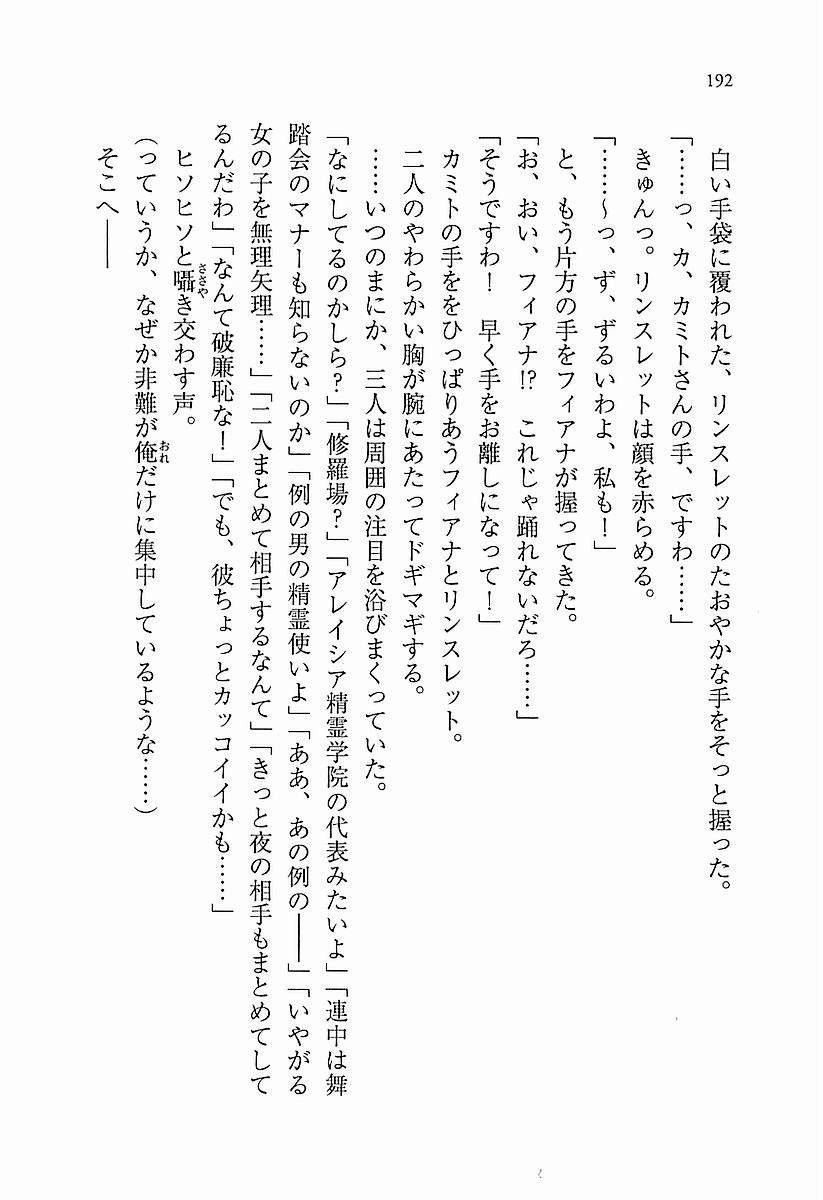 192
白い手袋に覆われた、リンスレットのたおやかな手をそっと握った。
「……っ、カ、カミトさんの手、ですわ……」
きゅんっ。リンスレットは顔を赤らめる。
「……～っ、ず、ずるいわよ、私も！」
と、もう片方の手をフィアナが握ってきた。
「お、おい、フィアナ!?　これじゃ踊れないだろ……」
「そうですわ！　早く手をお離しになって！」
カミトの手ををひっぱりあうフィアナとリンスレット。
二人のやわらかい胸が腕にあたってドギマギする。
……いつのまにか、三人は周囲の注目を浴びまくっていた。
「なにしてるのかしら？」「修羅場？」「アレイシア精霊学院の代表みたいよ」「連中は舞
踏会のマナーも知らないのか」「例の男の精霊使いよ」「ああ、あの例の――」「いやがる
女の子を無理矢理……」「二人まとめて相手するなんて」「きっと夜の相手もまとめてして
るんだわ」「なんて破廉恥な！」「でも、彼ちょっとカッコイイかも……」
ヒソヒソと囁ささやき交わす声。
（っていうか、なぜか非難が俺おれだけに集中しているような……）
そこへ――